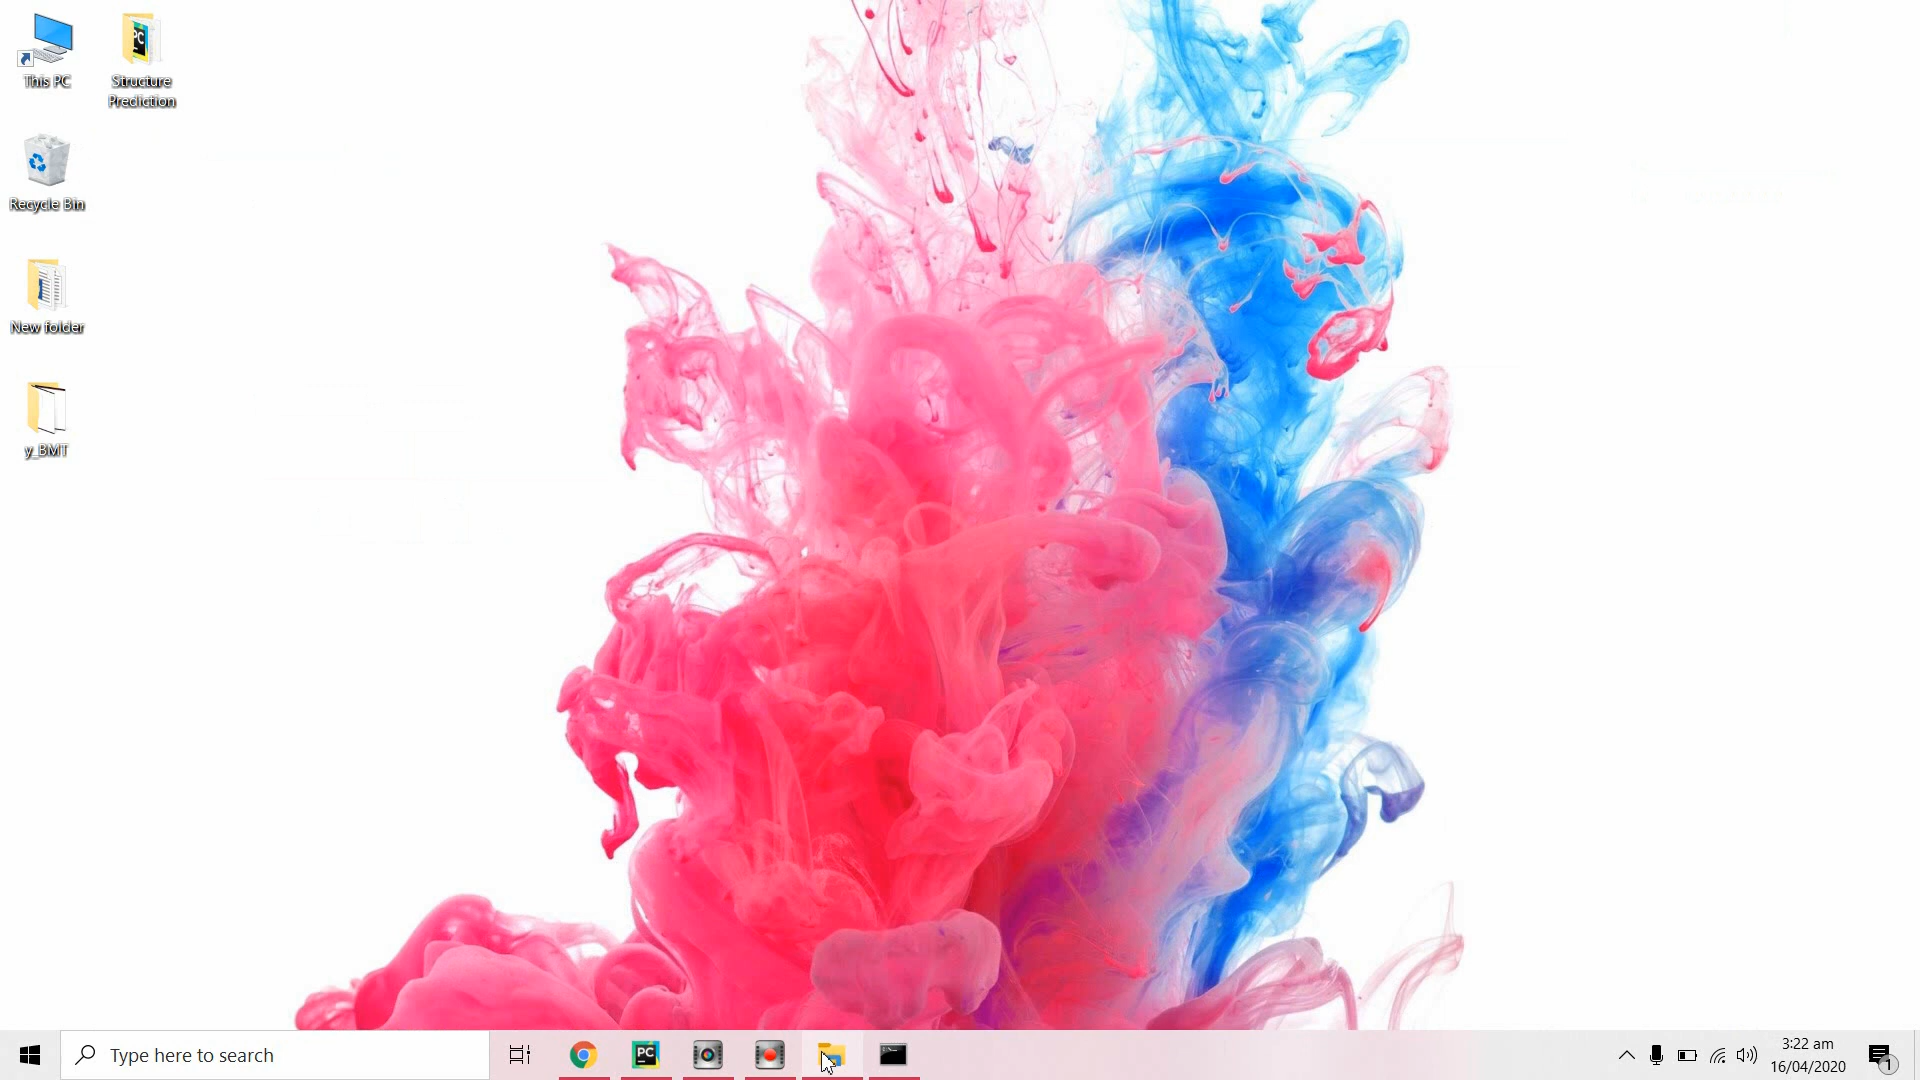 This PC
Structure
Prediction
Recycle Bin
New folder
y_BMT
Type here to search
PC
3:22 am
16/04/2020
1